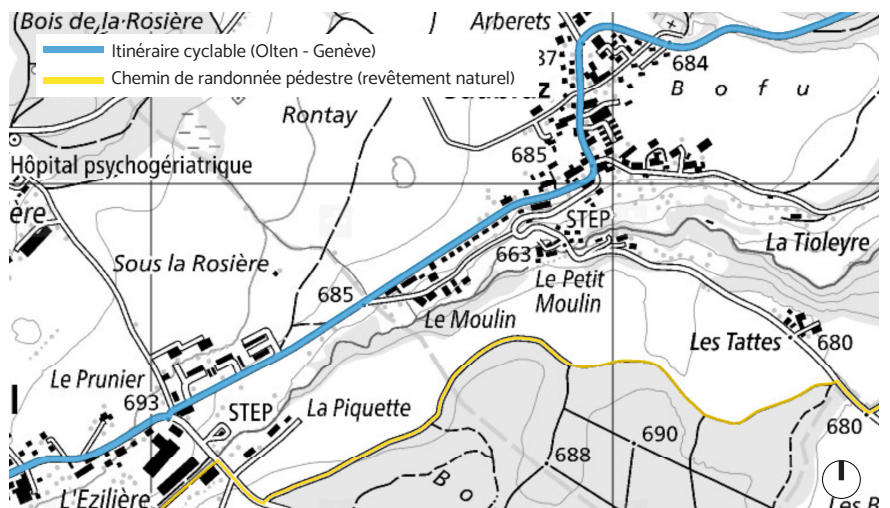 Bois de la Rosière
Arberets
Itinéraire cyclable (Olten - Genève)
Chemin de randonnée pédestre (revêtement naturel)
684
Bofu
Rontay
685
Hôpital psychogériatrique
STEP
La Tioleyre
663
Sous la Rosière
Le Petit
Moulin
685
Le Moulin
Les Tattes
680
Le Prunier
693
STEP
La Piquette
680
690
688
L'Ezilière
Bo